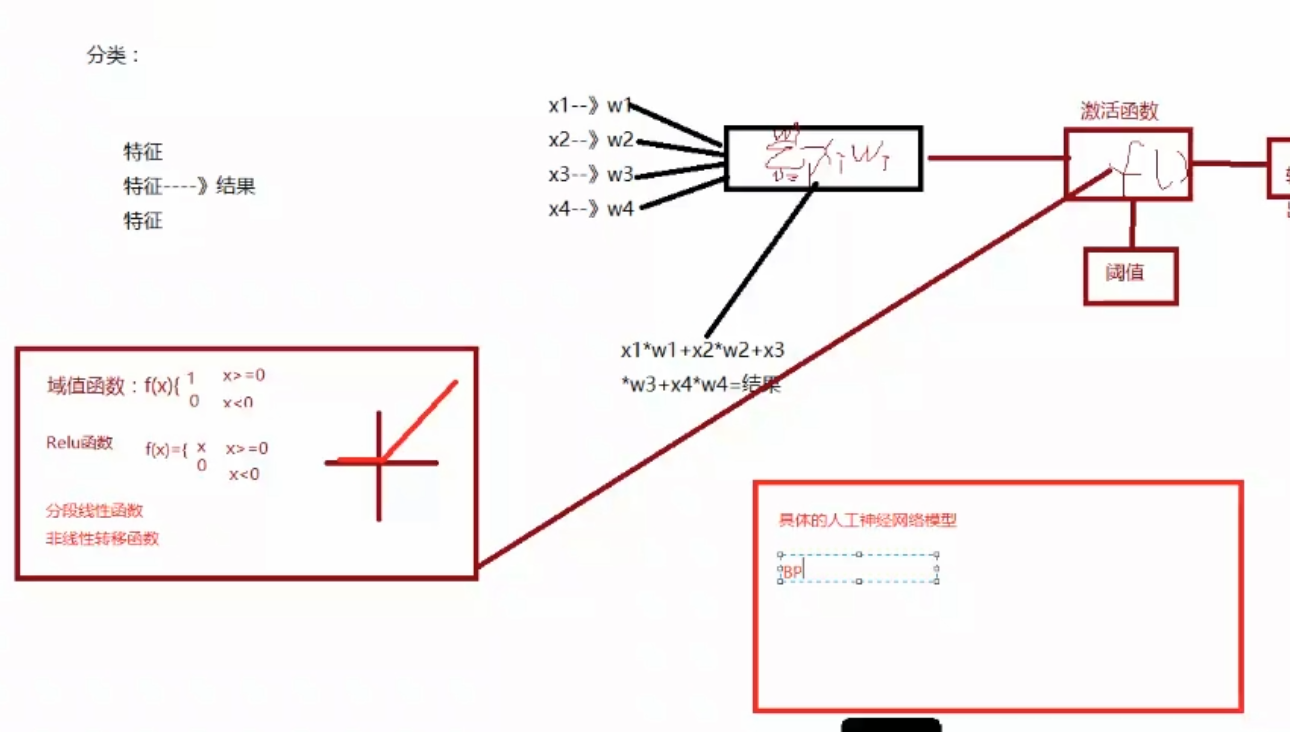 分类：
特征
特征----》结果
特征
x1--》w1
x2--》w2
x3--》w3
x4--》w4
激活函数
f()
阈值
x1*w1+x2*w2+x3
*w3+x4*w4=结果
域值函数：f(x){ 1 x>=0
0 x<0
Relu函数 f(x)={ x x>=0
0 x<0
分段线性函数
非线性转移函数
具体的人工神经网络模型
BP